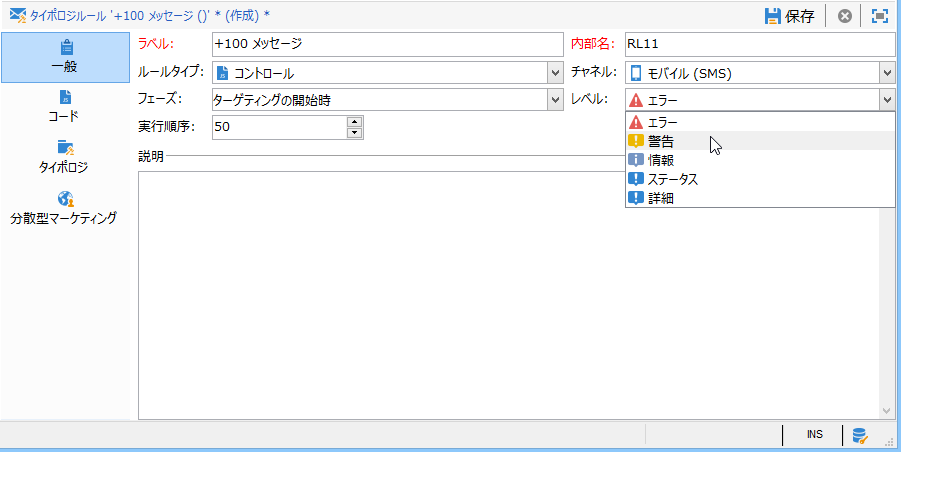 タイポロジルール '+100 メッセージ ()' * (作成) *
保存
一般
コード
タイポロジ
分散型マーケティング
ラベル: +100 メッセージ 内部名: RL11
ルールタイプ: コントロール チャネル: モバイル (SMS)
フェーズ: ターゲティングの開始時 レベル: エラー
実行順序: 50
エラー
警告
情報
ステータス
詳細
説明
INS